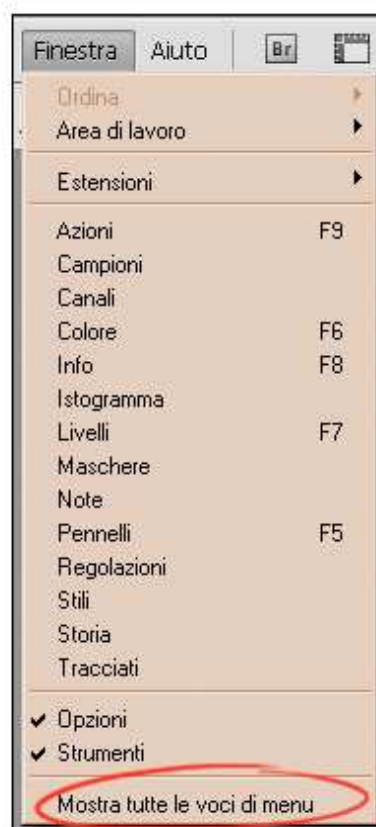 Finestra Aiuto Br
Ordina
Area di lavoro
Estensioni
Azioni F9
Campioni
Canali
Colore F6
Info F8
Istogramma
Livelli F7
Maschere
Note
Pennelli F5
Regolazioni
Stili
Storia
Tracciati
Opzioni
Strumenti
Mostra tutte le voci di menu